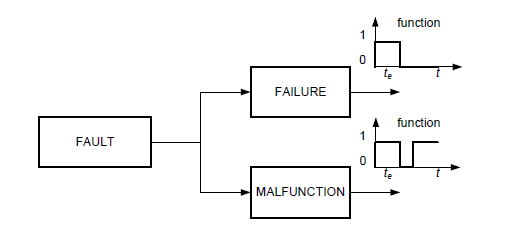 function
1
0
t_e
t
FAILURE
FAULT
function
1
0
t_e
t
MALFUNCTION